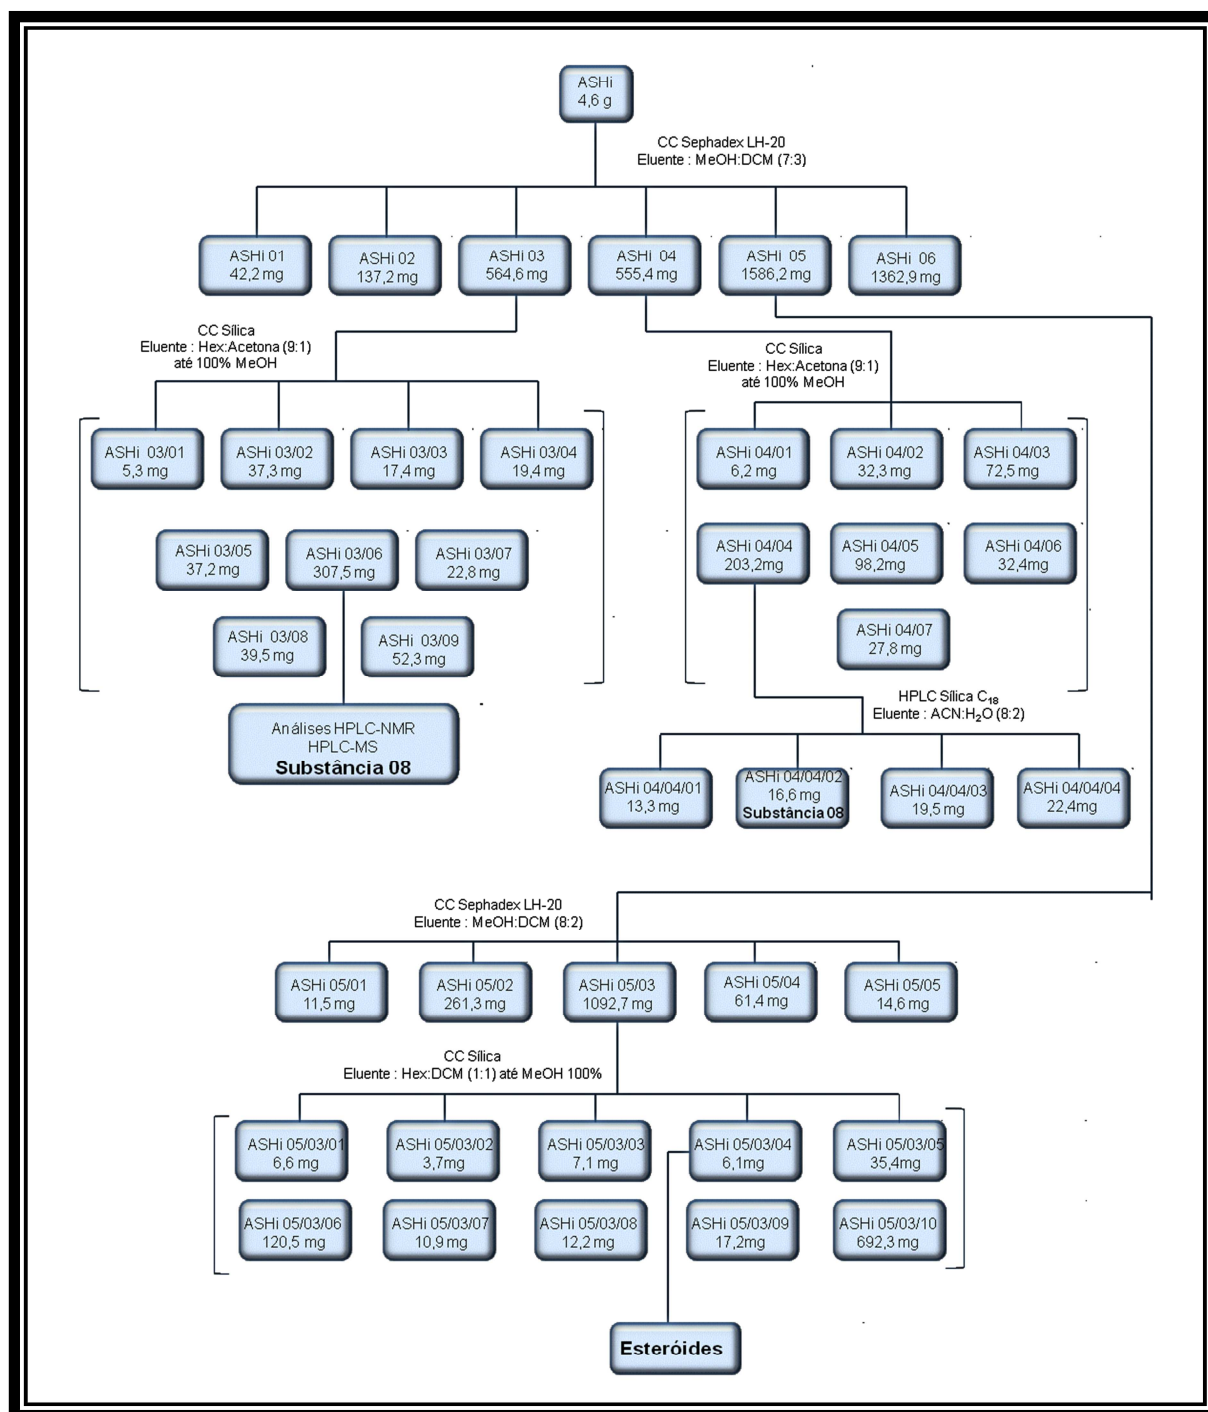 ASHi
4,6 g
CC Sephadex LH-20
Eluente : MeOH:DCM (7:3)
ASHi 01
42,2 mg
ASHi 02
137,2 mg
ASHi 03
564,6 mg
ASHi 04
555,4 mg
ASHi 05
1586,2 mg
ASHi 06
1362,9 mg
CC Sílica
Eluente : Hex:Acetona (9:1)
até 100% MeOH
CC Sílica
Eluente : Hex:Acetona (9:1)
até 100% MeOH
ASHi 03/01
5,3 mg
ASHi 03/02
37,3 mg
ASHi 03/03
17,4 mg
ASHi 03/04
19,4 mg
ASHi 03/05
37,2 mg
ASHi 03/06
307,5 mg
ASHi 03/07
22,8 mg
ASHi 03/08
39,5 mg
ASHi 03/09
52,3 mg
Análises HPLC-NMR
HPLC-MS
Substância 08
ASHi 04/01
6,2 mg
ASHi 04/02
32,3 mg
ASHi 04/03
72,5 mg
ASHi 04/04
203,2mg
ASHi 04/05
98,2mg
ASHi 04/06
32,4mg
ASHi 04/07
27,8 mg
HPLC Sílica C18
Eluente : ACN:H2O (8:2)
ASHi 04/04/01
13,3 mg
ASHi 04/04/02
16,6 mg
Substância 08
ASHi 04/04/03
19,5 mg
ASHi 04/04/04
22,4mg
CC Sephadex LH-20
Eluente : MeOH:DCM (8:2)
ASHi 05/01
11,5 mg
ASHi 05/02
261,3 mg
ASHi 05/03
1092,7 mg
ASHi 05/04
61,4 mg
ASHi 05/05
14,6 mg
CC Sílica
Eluente : Hex:DCM (1:1) até MeOH 100%
ASHi 05/03/01
6,6 mg
ASHi 05/03/02
3,7mg
ASHi 05/03/03
7,1 mg
ASHi 05/03/04
6,1mg
ASHi 05/03/05
35,4mg
ASHi 05/03/06
120,5 mg
ASHi 05/03/07
10,9 mg
ASHi 05/03/08
12,2 mg
ASHi 05/03/09
17,2mg
ASHi 05/03/10
692,3 mg
Esteróides